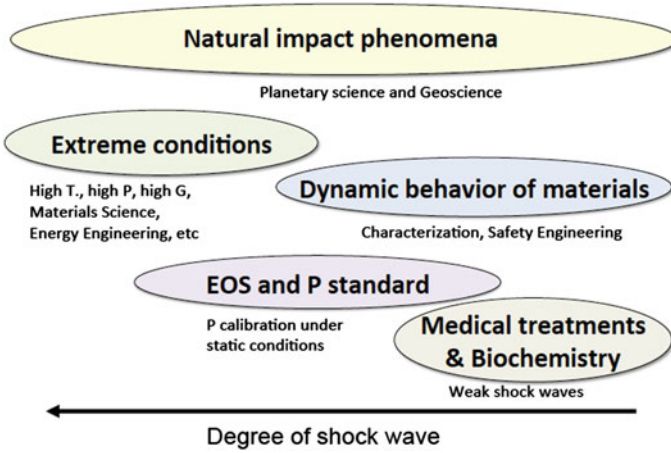 Natural impact phenomena
Planetary science and Geoscience
Extreme conditions
High T., high P, high G,
Materials Science,
Energy Engineering, etc
Dynamic behavior of materials
Characterization, Safety Engineering
EOS and P standard
P calibration under
static conditions
Medical treatments
& Biochemistry
Weak shock waves
Degree of shock wave